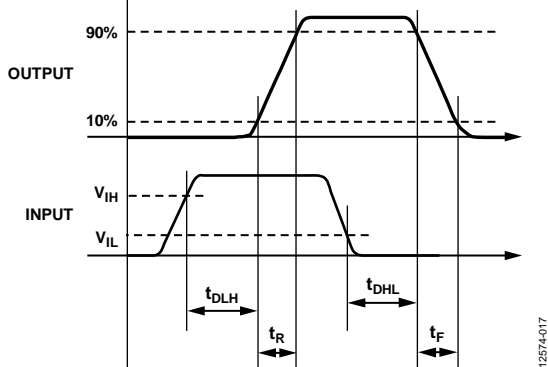 90%
OUTPUT
10%
V_IH
INPUT
V_IL
t_DLH
t_DHL
t_R
t_F
12574-017